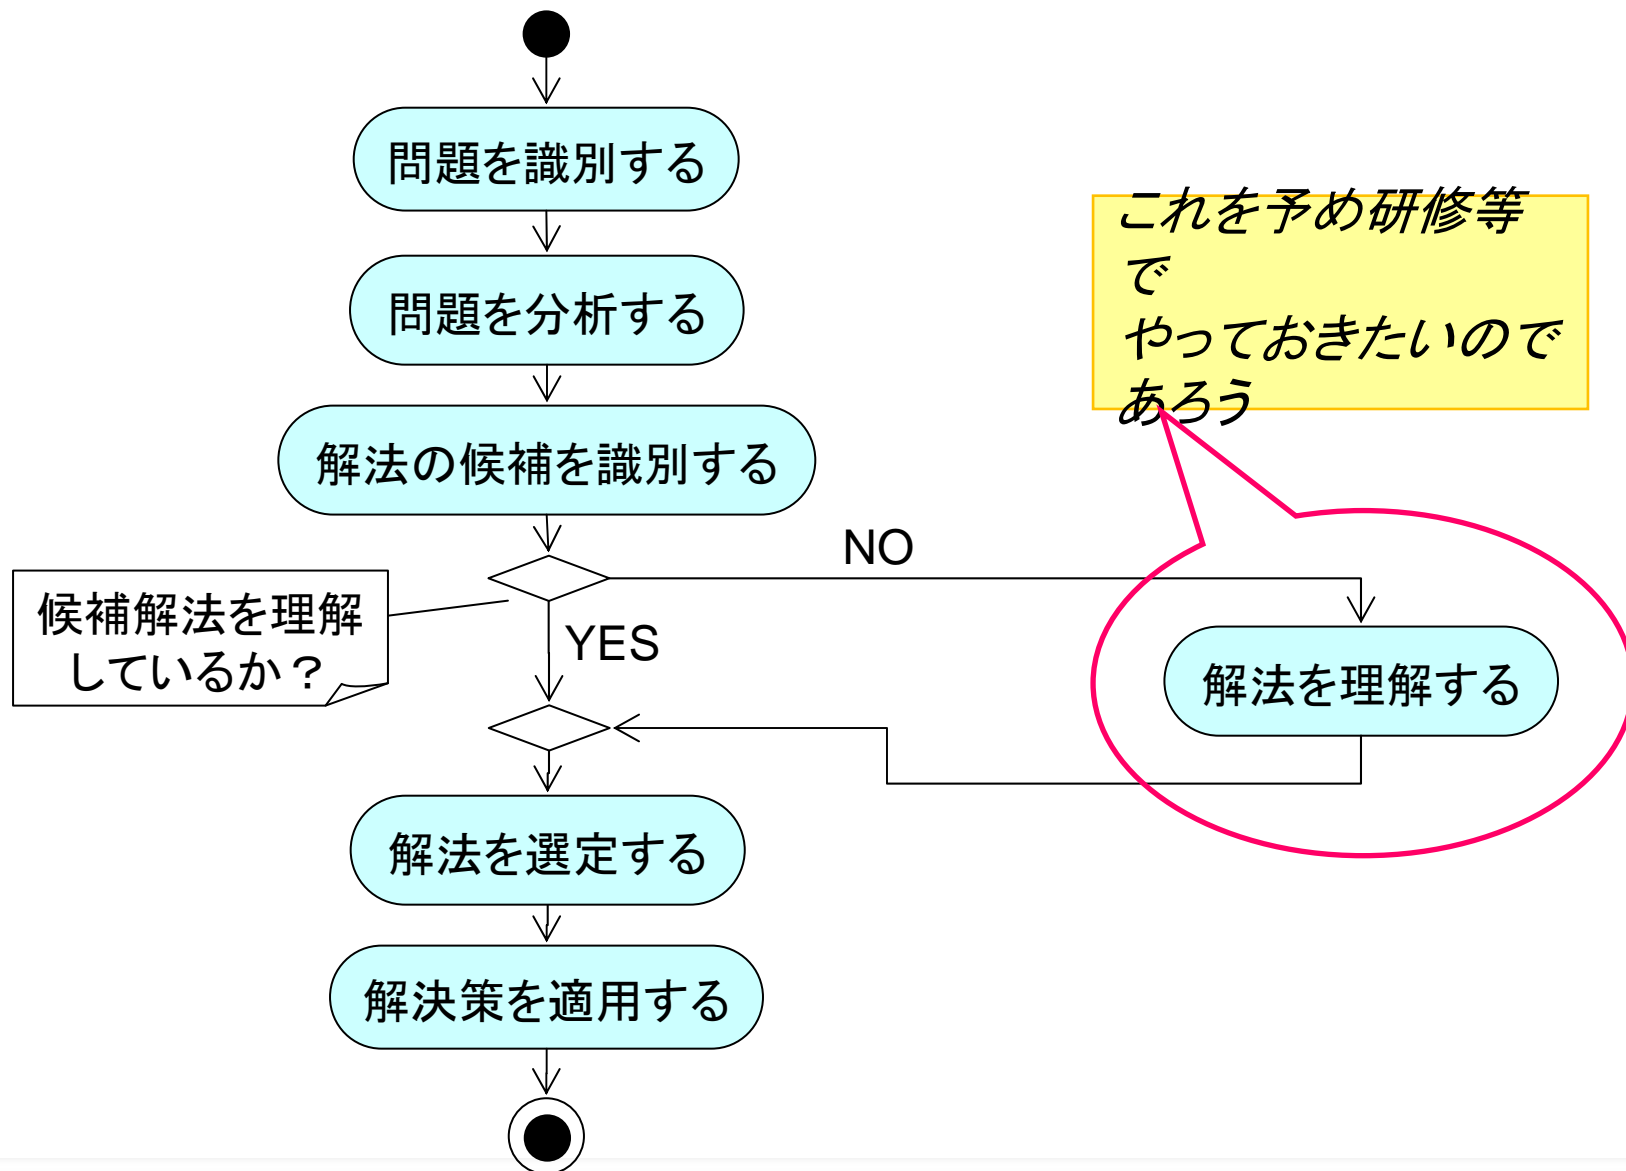 問題を識別する
問題を分析する
解法の候補を識別する
これを予め研修等
で
やっておきたいので
あろう
NO
候補解法を理解
しているか？
YES
解法を理解する
解法を選定する
解決策を適用する